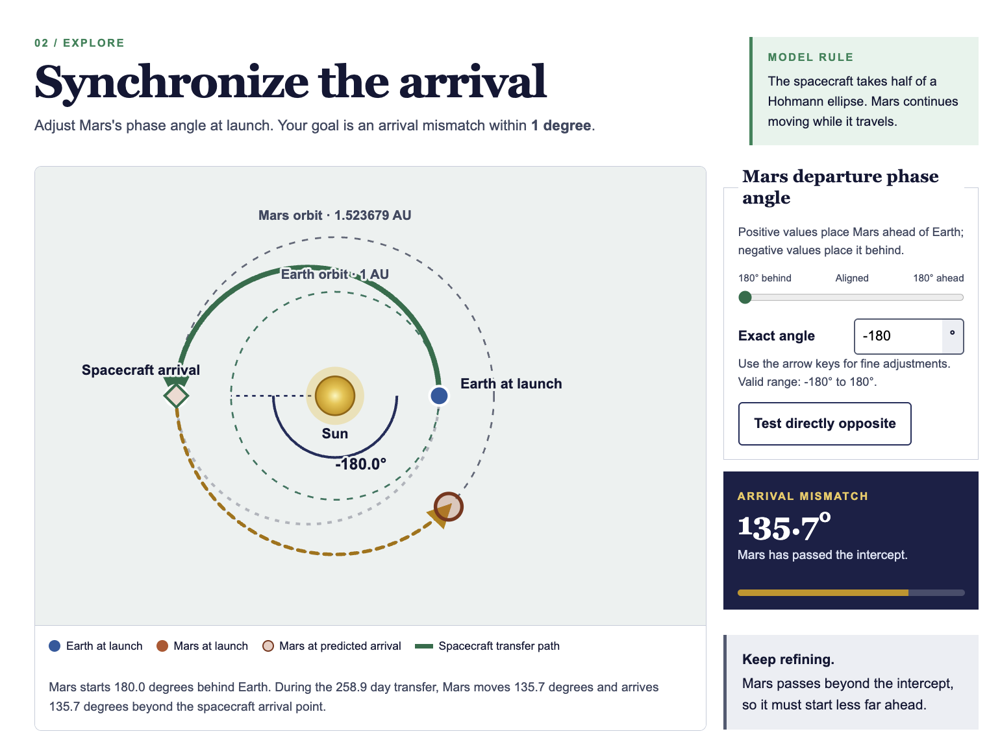 02 / EXPLORE
Synchronize the arrival
Adjust Mars's phase angle at launch. Your goal is an arrival mismatch within 1 degree.
MODEL RULE
The spacecraft takes half of a
Hohmann ellipse. Mars continues
moving while it travels.
Mars orbit · 1.523679 AU
Earth orbit · 1 AU
Spacecraft arrival
Earth at launch
Sun
-180.0°
Earth at launch
Mars at launch
Mars at predicted arrival
Spacecraft transfer path
Mars starts 180.0 degrees behind Earth. During the 258.9 day transfer, Mars moves 135.7 degrees and arrives
135.7 degrees beyond the spacecraft arrival point.
Mars departure phase
angle
Positive values place Mars ahead of Earth;
negative values place it behind.
180° behind
Aligned
180° ahead
Exact angle
-180
°
Use the arrow keys for fine adjustments.
Valid range: -180° to 180°.
Test directly opposite
ARRIVAL MISMATCH
135.7°
Mars has passed the intercept.
Keep refining.
Mars passes beyond the intercept,
so it must start less far ahead.